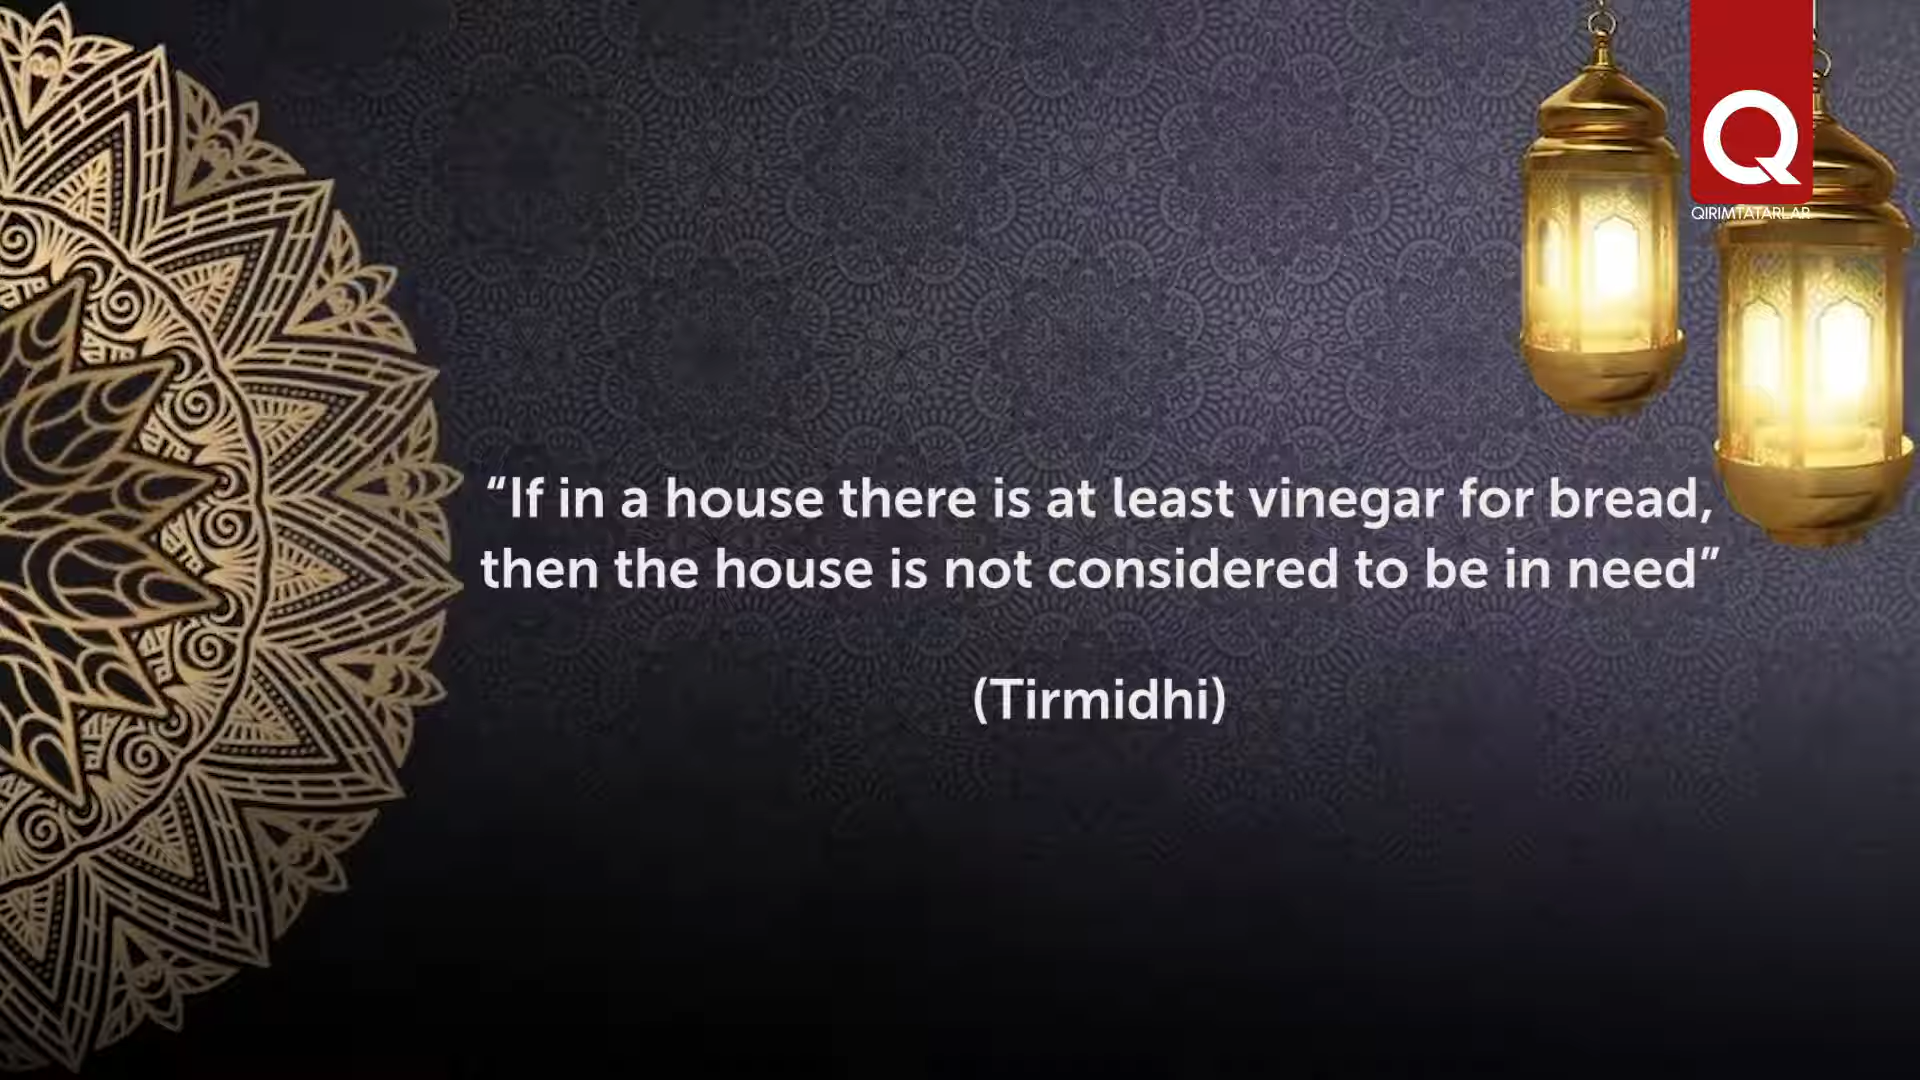 QIRIMTATARLAR
“If in a house there is at least vinegar for bread,
then the house is not considered to be in need”
(Tirmidhi)